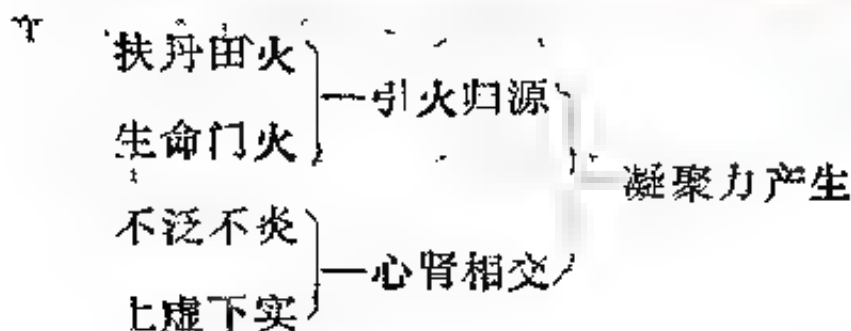 扶丹田火
引火归源
生命门火
凝聚力产生
不泛不炎
心肾相交
上虚下实